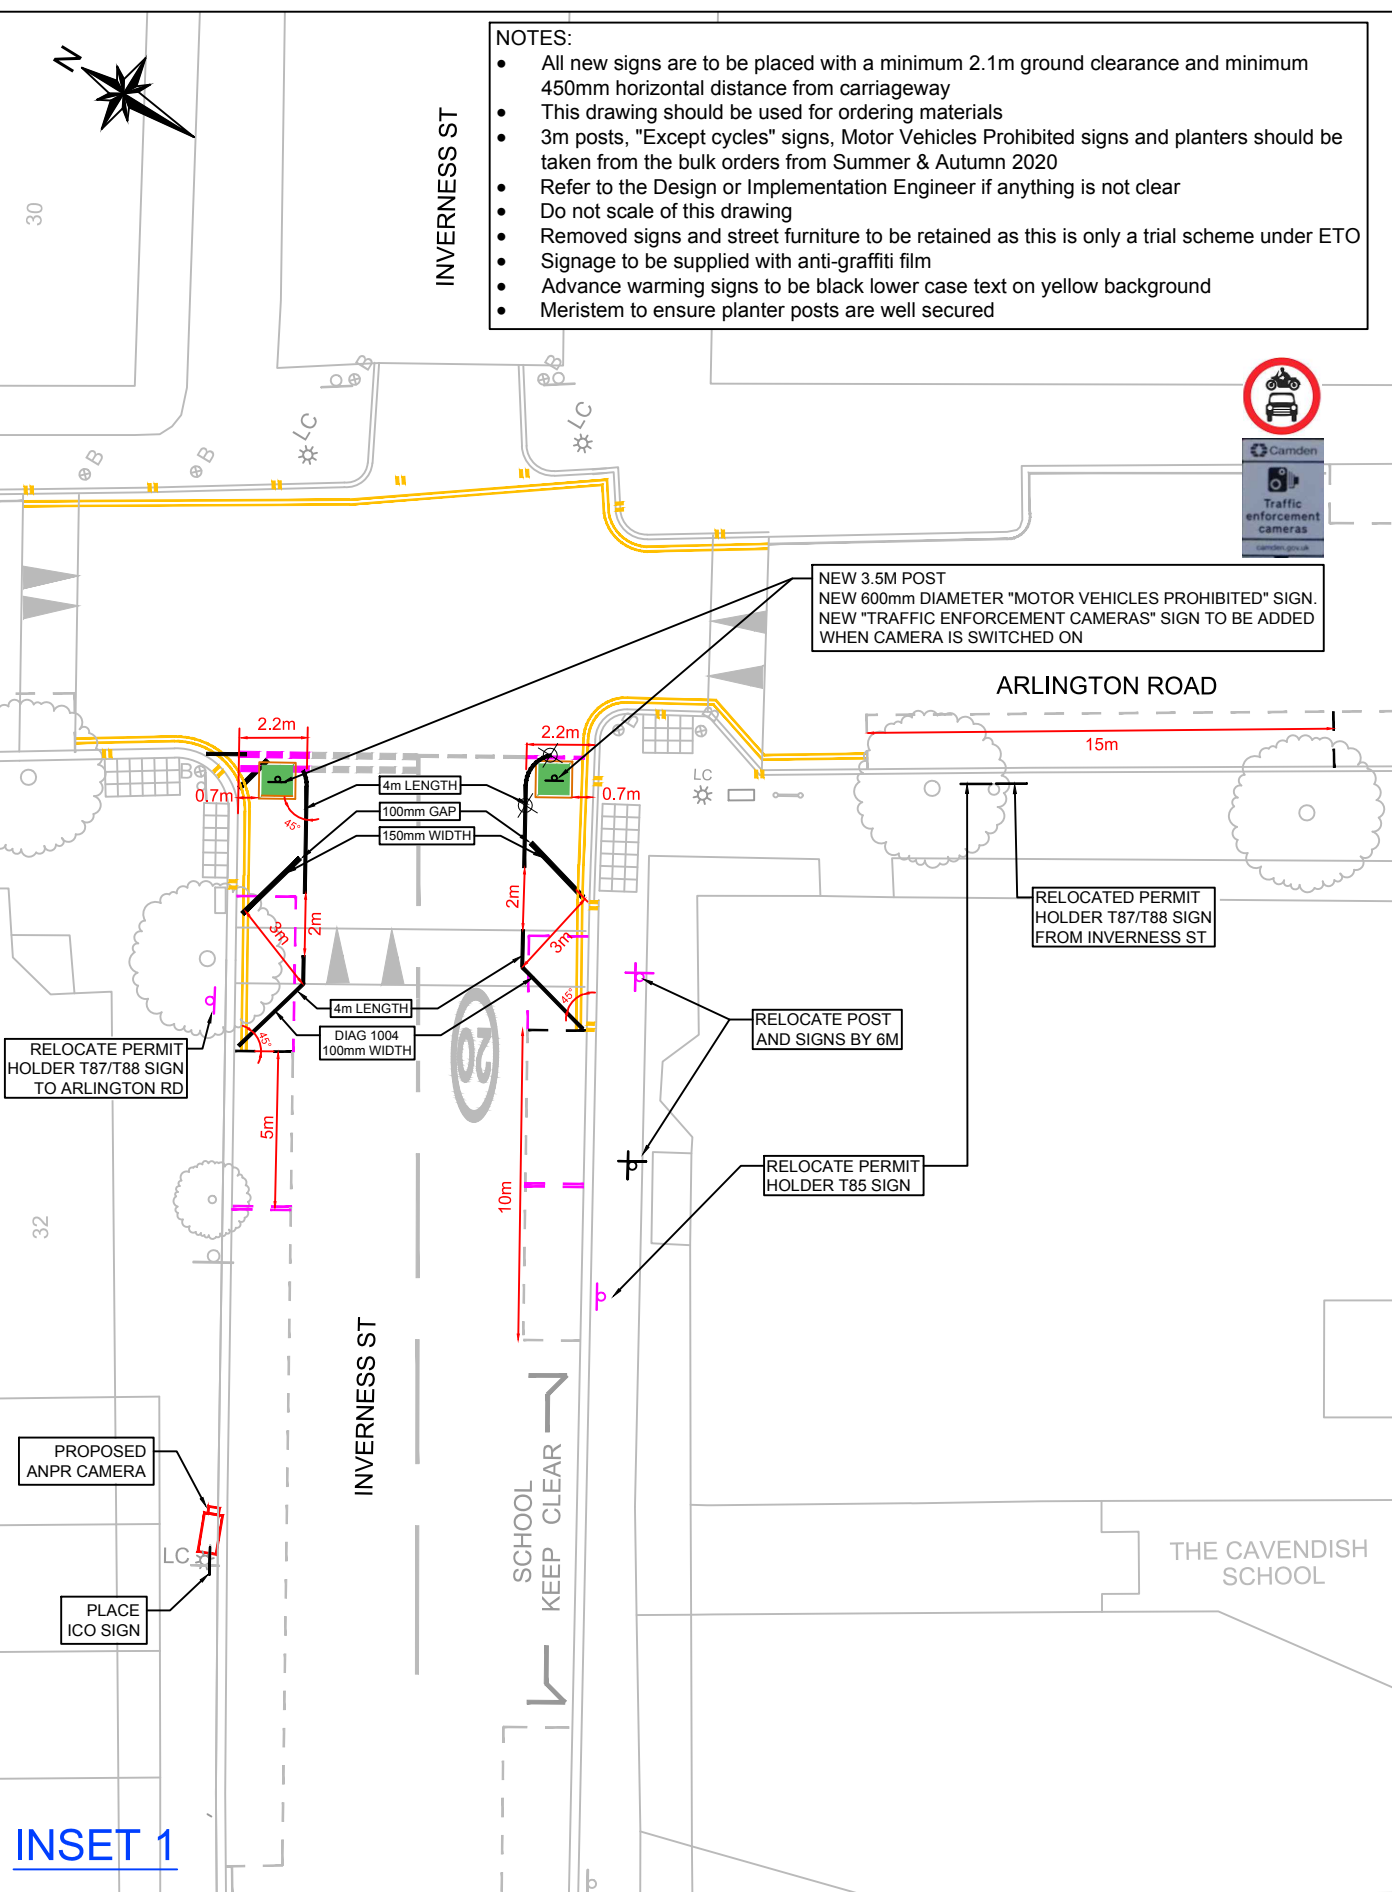 NOTES:
• All new signs are to be placed with a minimum 2.1m ground clearance and minimum
450mm horizontal distance from carriageway
• This drawing should be used for ordering materials
• 3m posts, "Except cycles" signs, Motor Vehicles Prohibited signs and planters should be
taken from the bulk orders from Summer & Autumn 2020
• Refer to the Design or Implementation Engineer if anything is not clear
• Do not scale of this drawing
• Removed signs and street furniture to be retained as this is only a trial scheme under ETO
• Signage to be supplied with anti-graffiti film
• Advance warming signs to be black lower case text on yellow background
• Meristem to ensure planter posts are well secured
N
INVERNESS ST
30
B
B
LC
LC
B
B
Camden
Traffic
enforcement
cameras
camden.gov.uk
NEW 3.5M POST
NEW 600mm DIAMETER "MOTOR VEHICLES PROHIBITED" SIGN.
NEW "TRAFFIC ENFORCEMENT CAMERAS" SIGN TO BE ADDED
WHEN CAMERA IS SWITCHED ON
ARLINGTON ROAD
15m
2.2m
2.2m
B
B
B
0.7m
0.7m
LC
4m LENGTH
100mm GAP
150mm WIDTH
45°
2m
2m
3m
3m
RELOCATED PERMIT
HOLDER T87/T88 SIGN
FROM INVERNESS ST
4m LENGTH
DIAG 1004
100mm WIDTH
45°
45°
20
RELOCATE POST
AND SIGNS BY 6M
RELOCATE PERMIT
HOLDER T87/T88 SIGN
TO ARLINGTON RD
5m
10m
RELOCATE PERMIT
HOLDER T85 SIGN
32
INVERNESS ST
SCHOOL
KEEP CLEAR
PROPOSED
ANPR CAMERA
LC
PLACE
ICO SIGN
THE CAVENDISH
SCHOOL
INSET 1